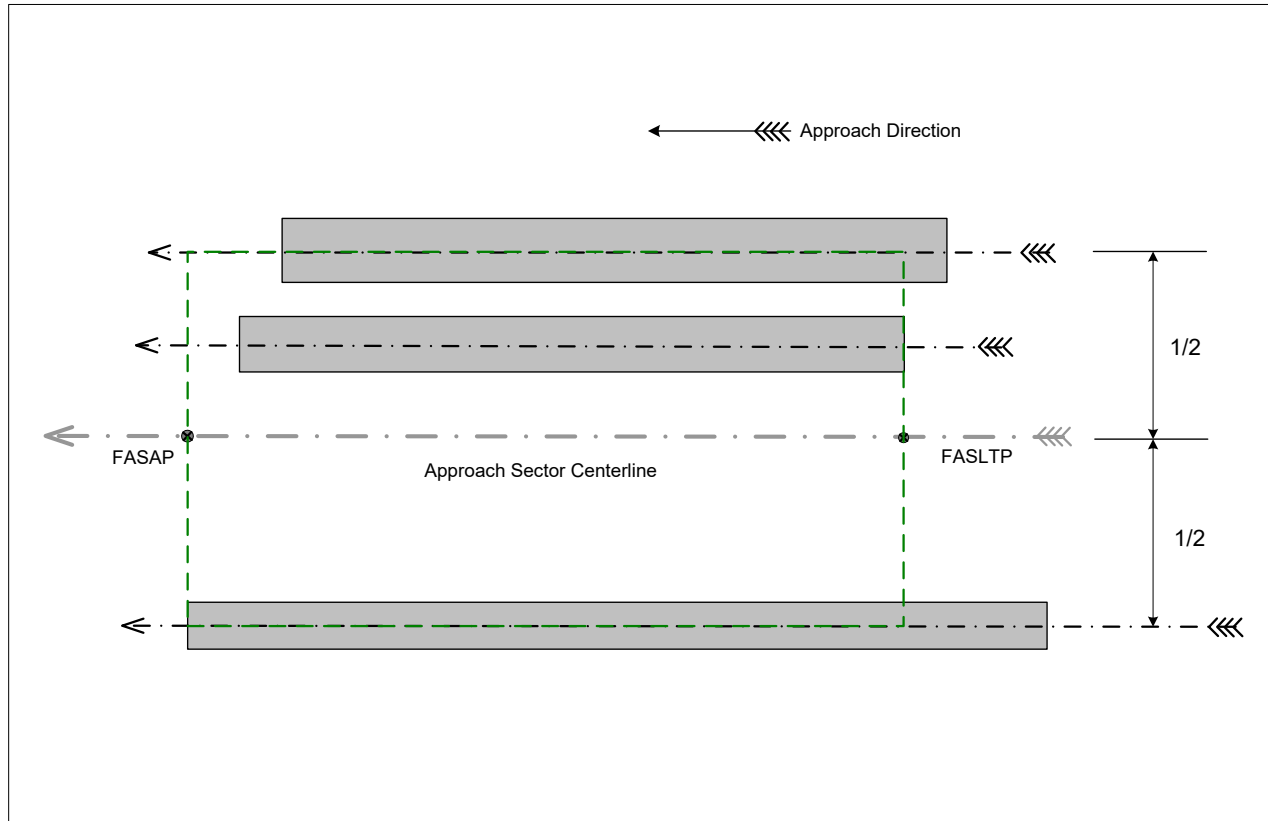 Approach Direction
1/2
FASAP
Approach Sector Centerline
FASLTP
1/2